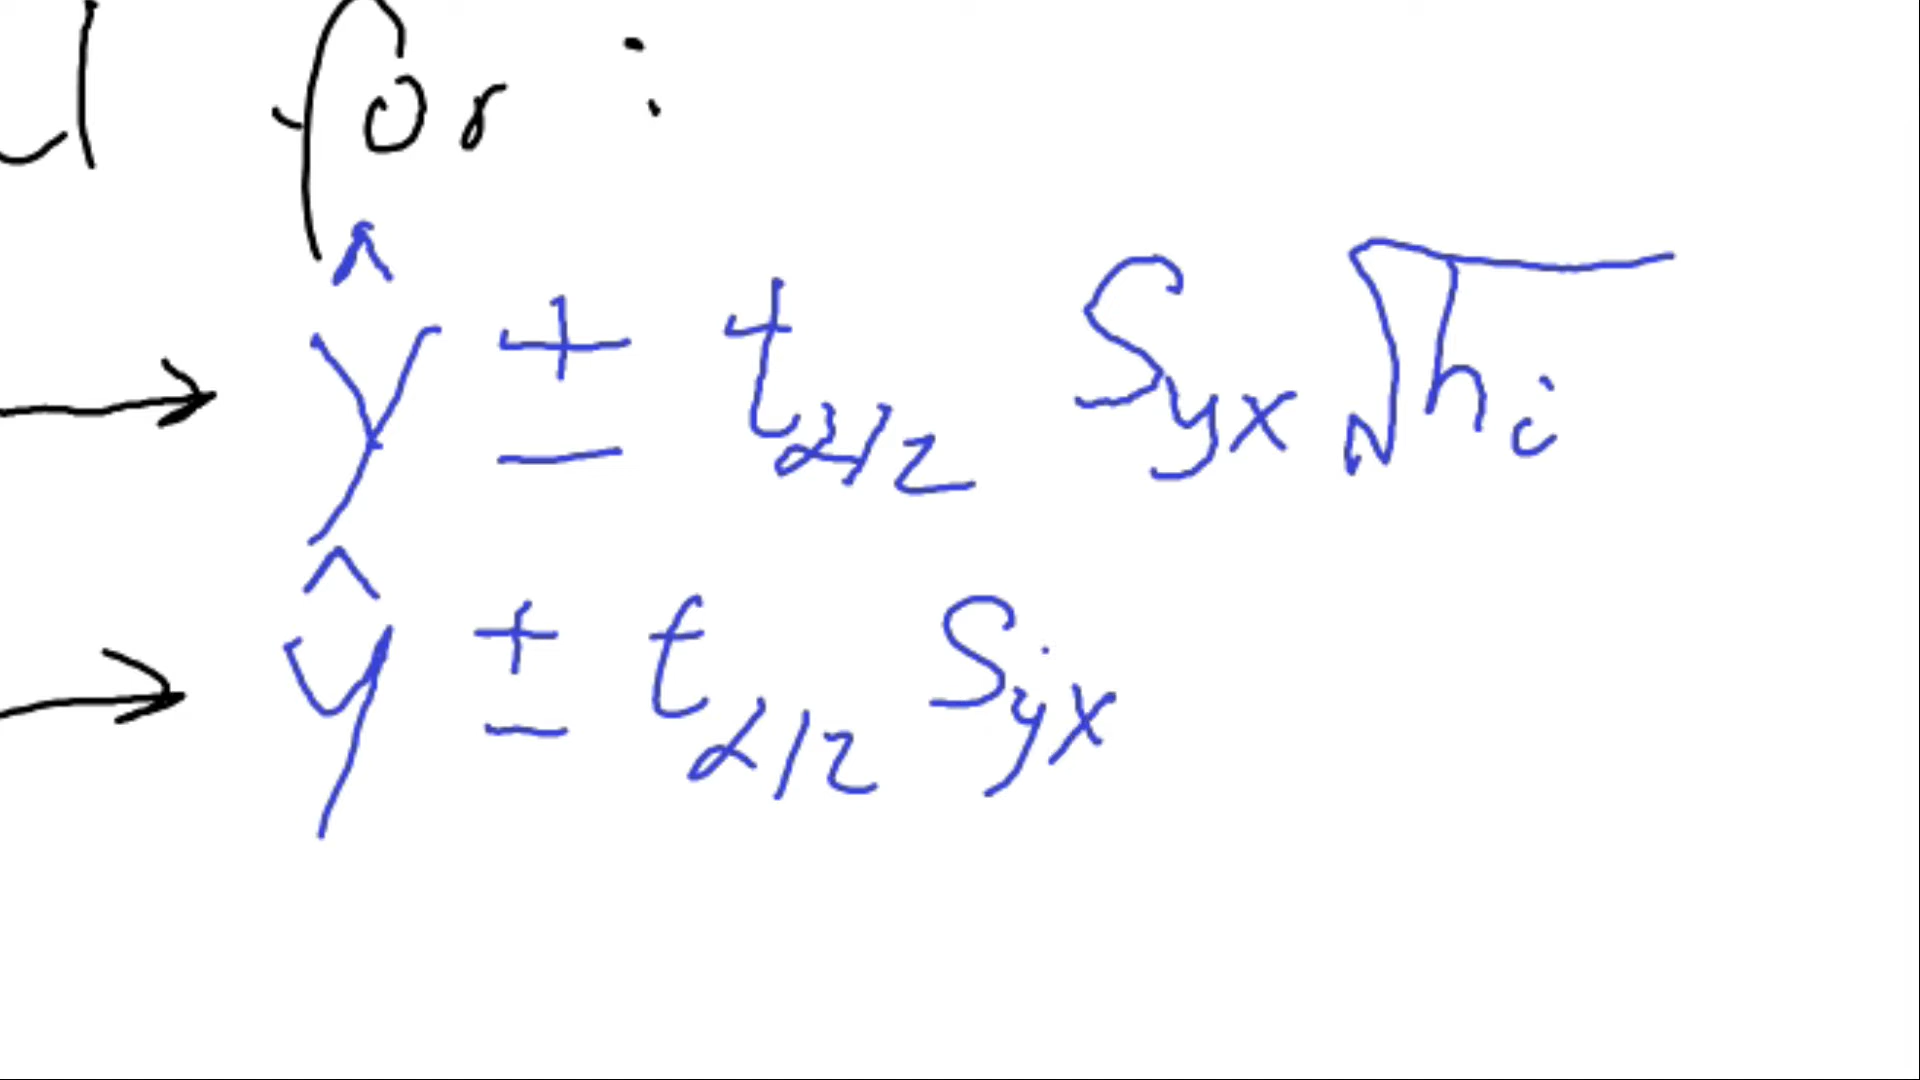 for :
→ Ŷ ± t_{α/2} S_{yx} √h_i
→ ŷ ± t_{α/2} S_{yx}